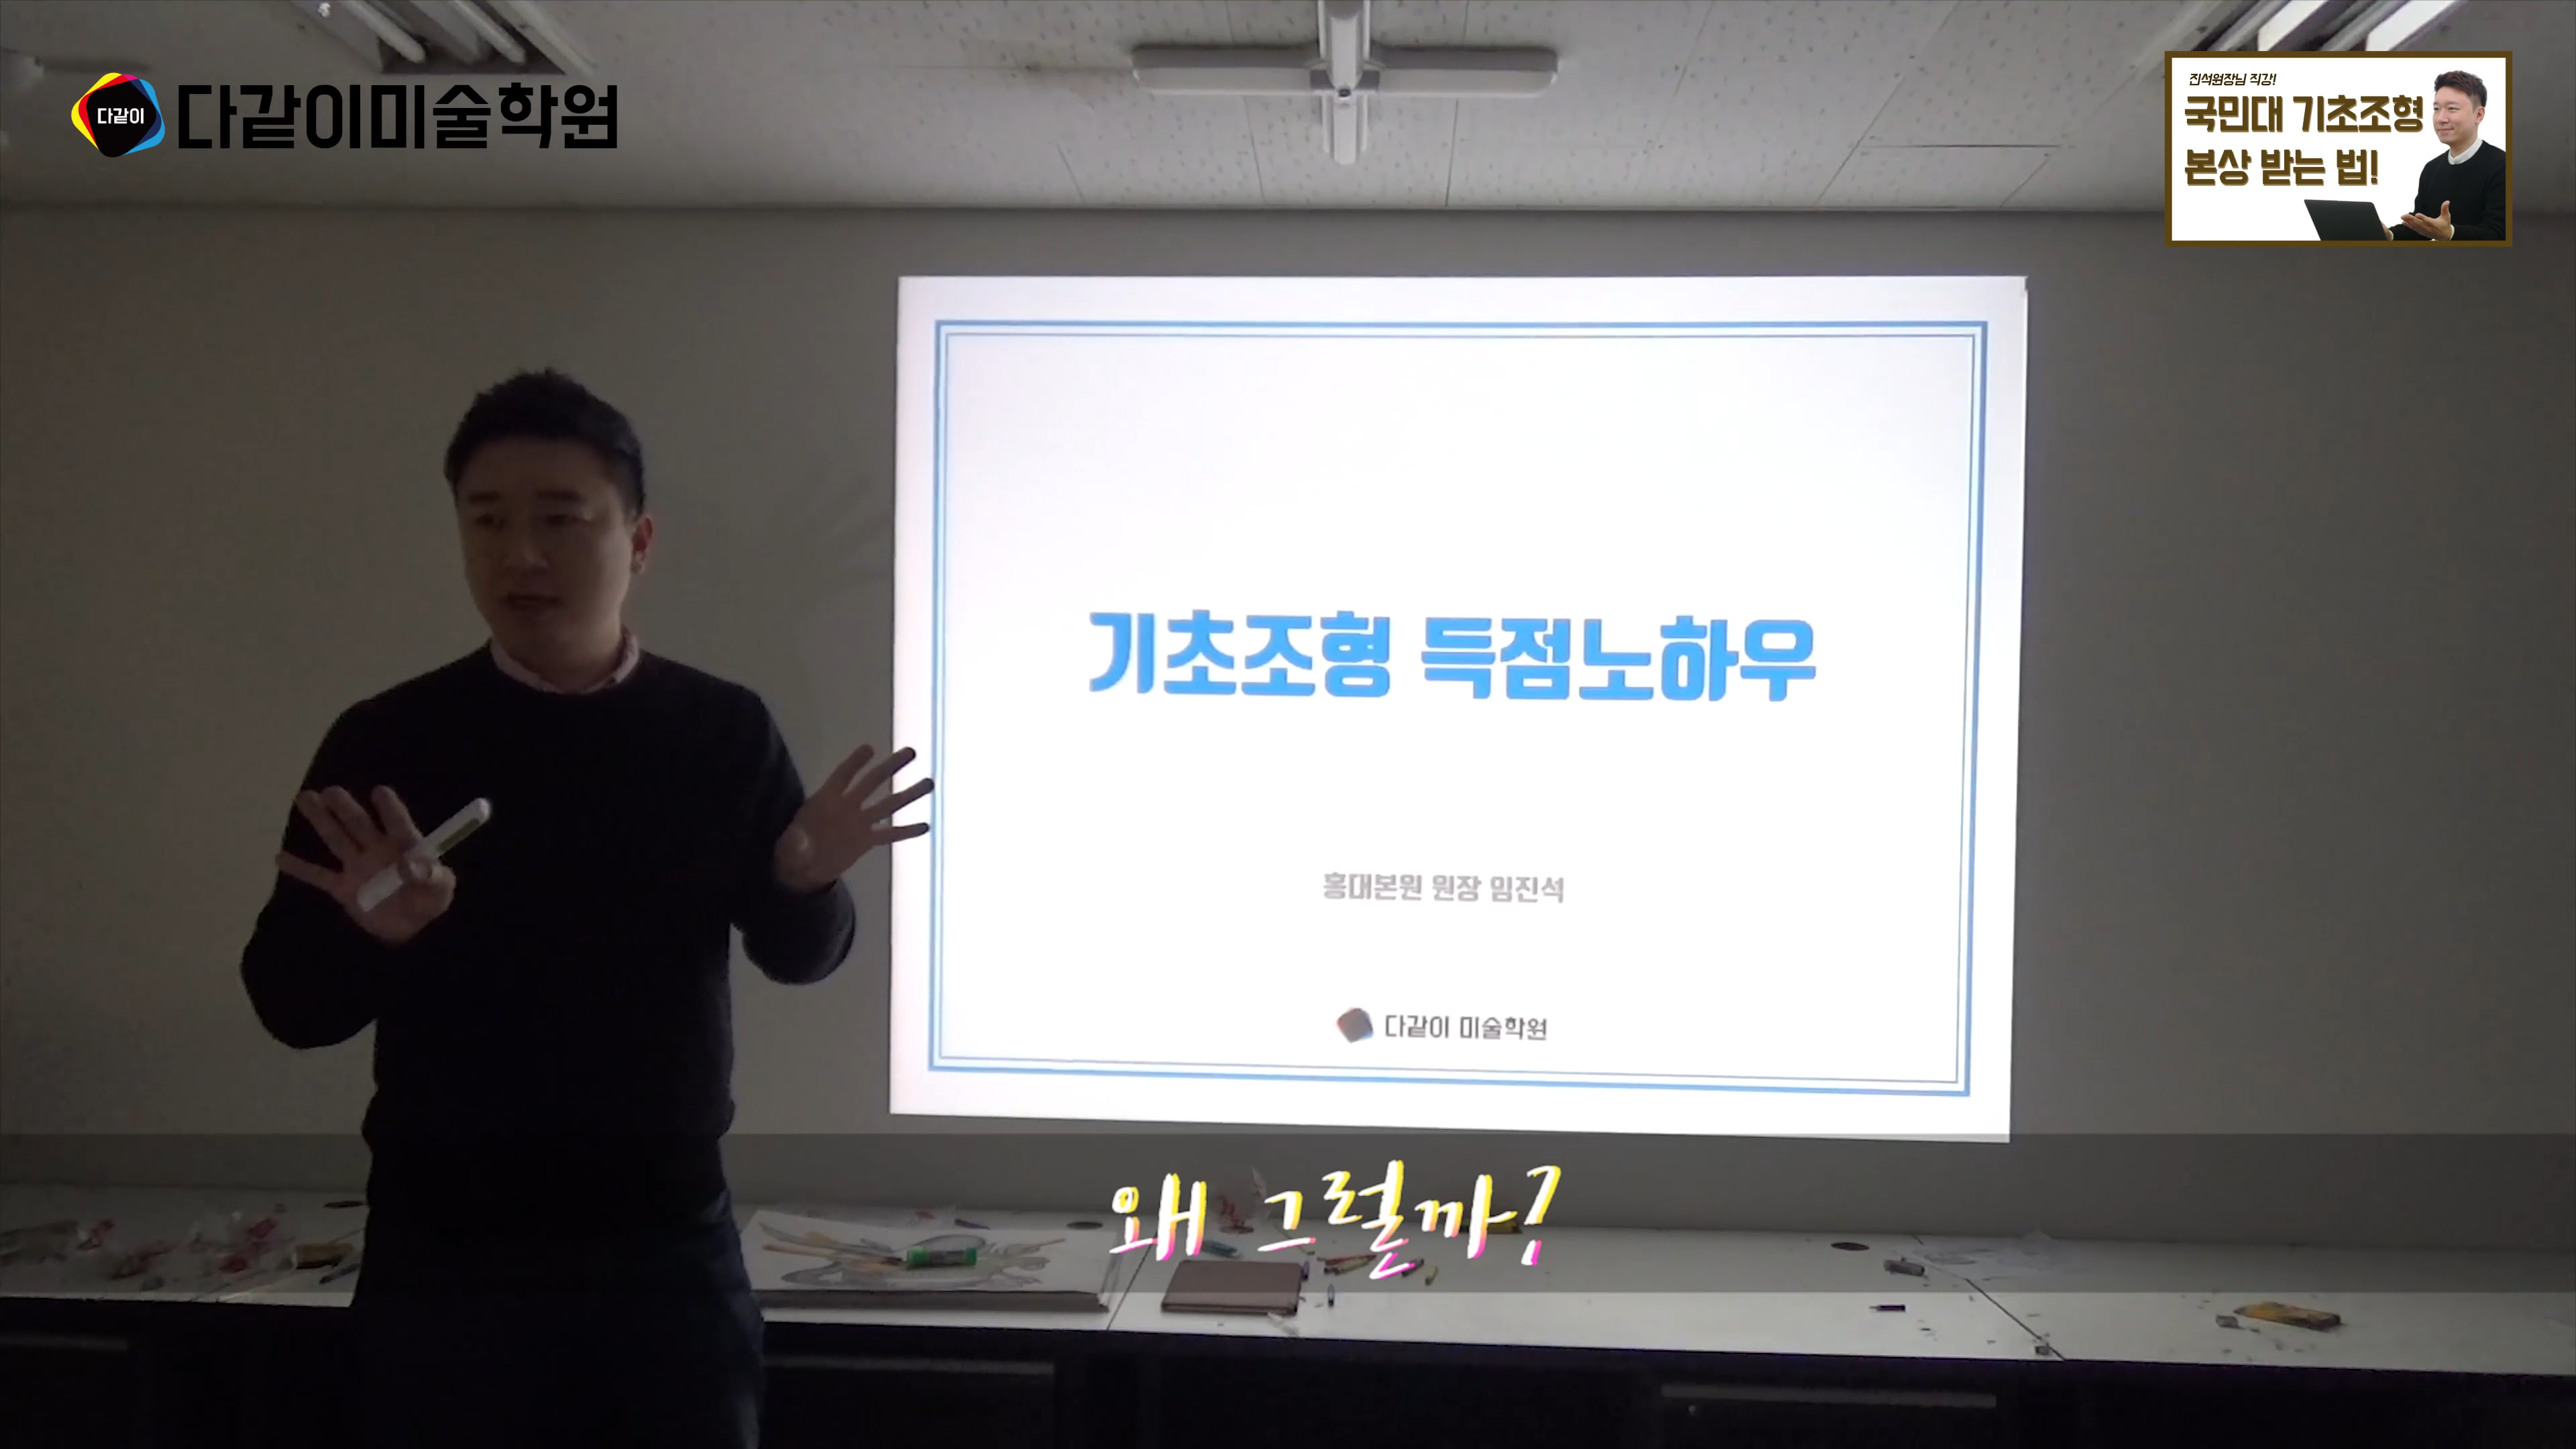 다같이
다같이미술학원
진석원장님 직강!
국민대 기초조형
본상 받는 법!
기초조형 득점노하우
홍대본원 원장 임진석
다같이 미술학원
왜 그럴까?